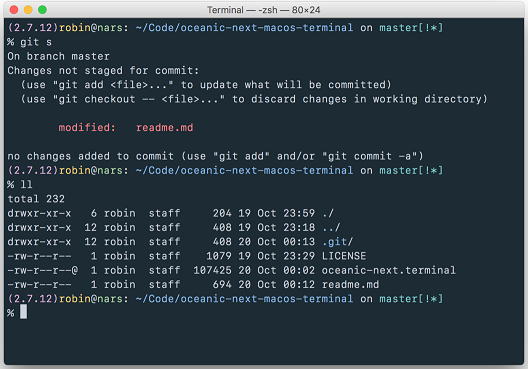 Terminal — -zsh — 80×24
(2.7.12)robin@nars: ~/Code/oceanic-next-macos-terminal on master[!*]
% git s
On branch master
Changes not staged for commit:
  (use "git add <file>..." to update what will be committed)
  (use "git checkout -- <file>..." to discard changes in working directory)
        modified:   readme.md
no changes added to commit (use "git add" and/or "git commit -a")
(2.7.12)robin@nars: ~/Code/oceanic-next-macos-terminal on master[!*]
% ll
total 232
drwxr-xr-x   6 robin  staff     204 19 Oct 23:59 ./
drwxr-xr-x  12 robin  staff     408 19 Oct 23:18 ../
drwxr-xr-x  12 robin  staff     408 20 Oct 00:13 .git/
-rw-r--r--   1 robin  staff    1079 19 Oct 23:29 LICENSE
-rw-r--r--@  1 robin  staff  107425 20 Oct 00:02 oceanic-next.terminal
-rw-r--r--   1 robin  staff     694 20 Oct 00:12 readme.md
(2.7.12)robin@nars: ~/Code/oceanic-next-macos-terminal on master[!*]
%